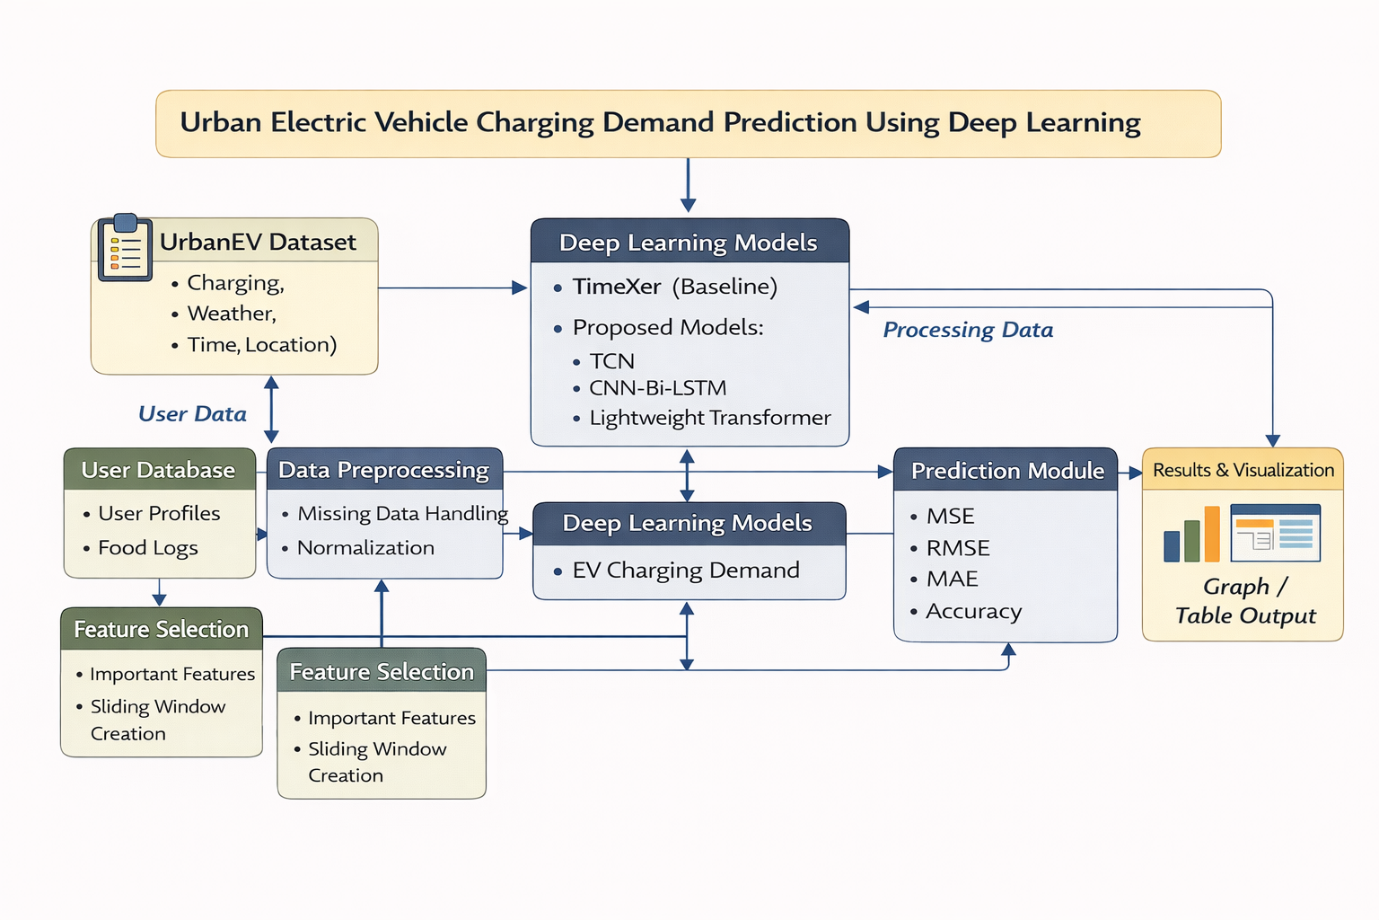 Urban Electric Vehicle Charging Demand Prediction Using Deep Learning
UrbanEV Dataset
• Charging,
• Weather,
• Time, Location)
Deep Learning Models
• TimeXer (Baseline)
• Proposed Models:
• TCN
• CNN-Bi-LSTM
• Lightweight Transformer
Processing Data
User Data
User Database
• User Profiles
• Food Logs
Data Preprocessing
• Missing Data Handling
• Normalization
Deep Learning Models
• EV Charging Demand
Prediction Module
• MSE
• RMSE
• MAE
• Accuracy
Results & Visualization
Graph /
Table Output
Feature Selection
• Important Features
• Sliding Window
Creation
Feature Selection
• Important Features
• Sliding Window
Creation